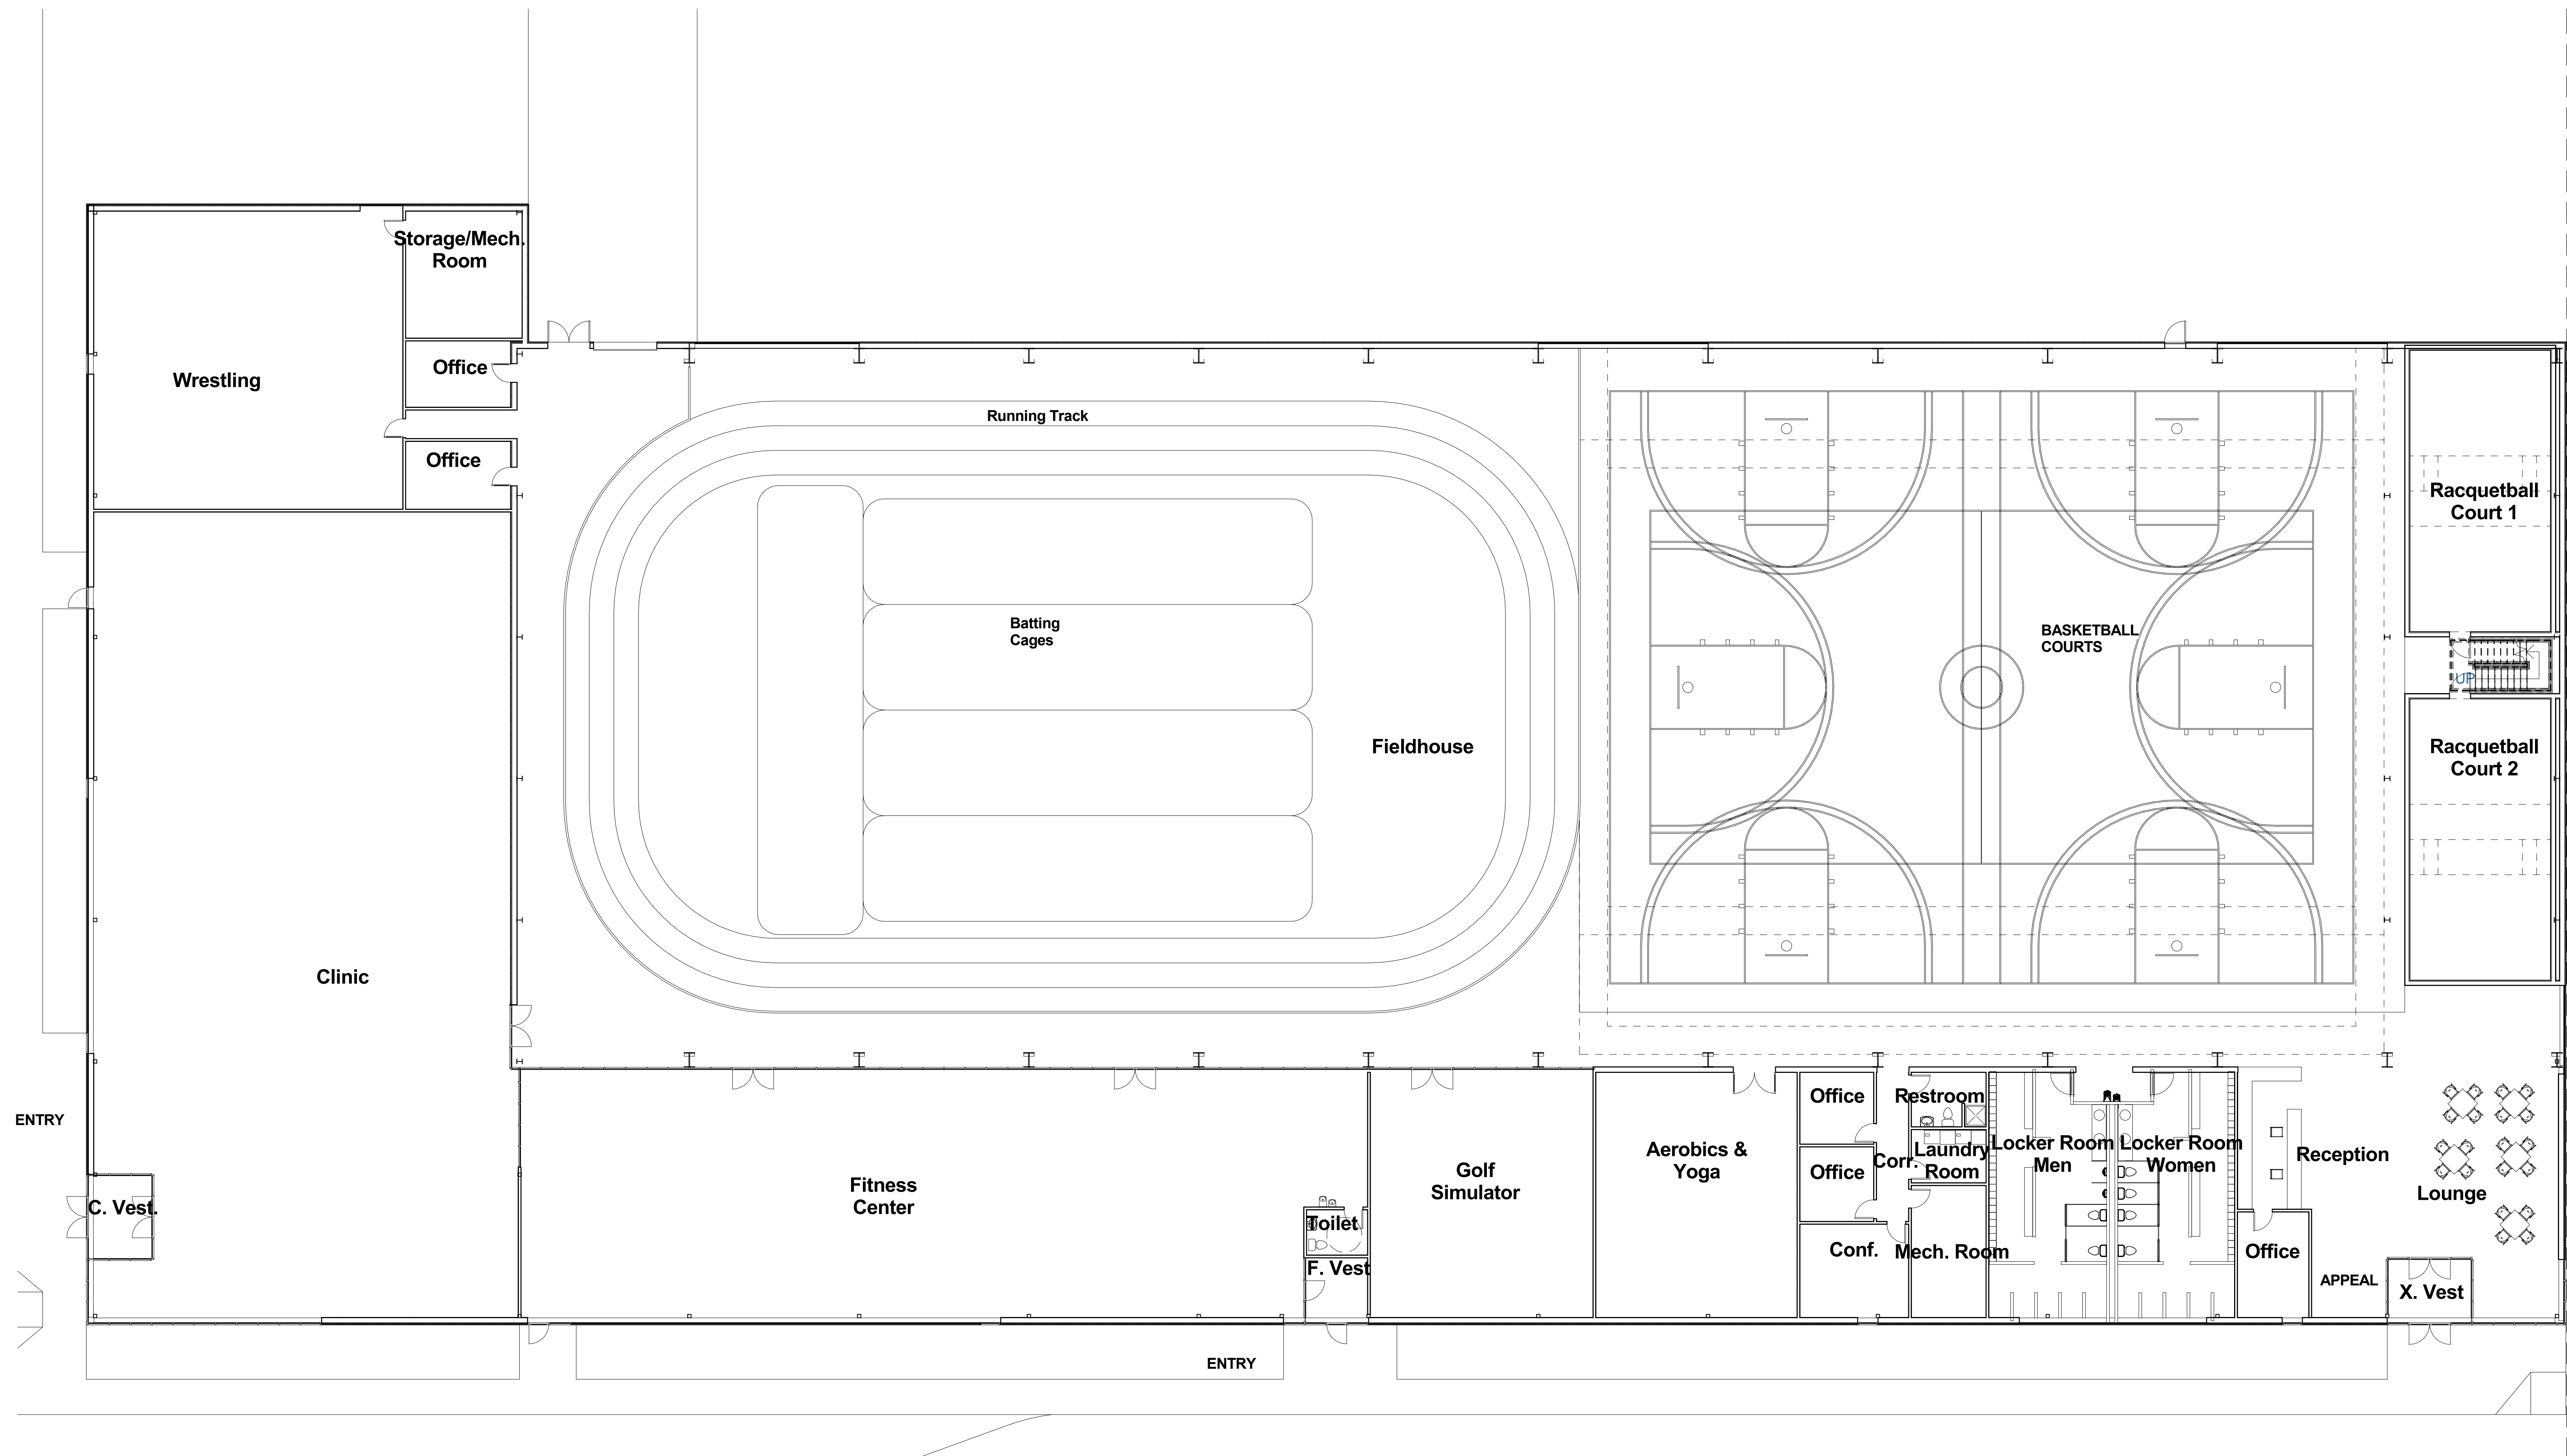 Storage/Mech.
Room
Office
Wrestling
Running Track
Office
Racquetball
Court 1
Batting
Cages
BASKETBALL
COURTS
UP
Fieldhouse
Racquetball
Court 2
Clinic
ENTRY
C. Vest.
Fitness
Center
Toilet
F. Vest
Golf
Simulator
Aerobics &
Yoga
Office
Office
Conf.
Corr.
Restroom
Laundry
Room
Mech. Room
Locker Room
Men
Locker Room
Women
Reception
Office
Lounge
APPEAL
X. Vest
ENTRY